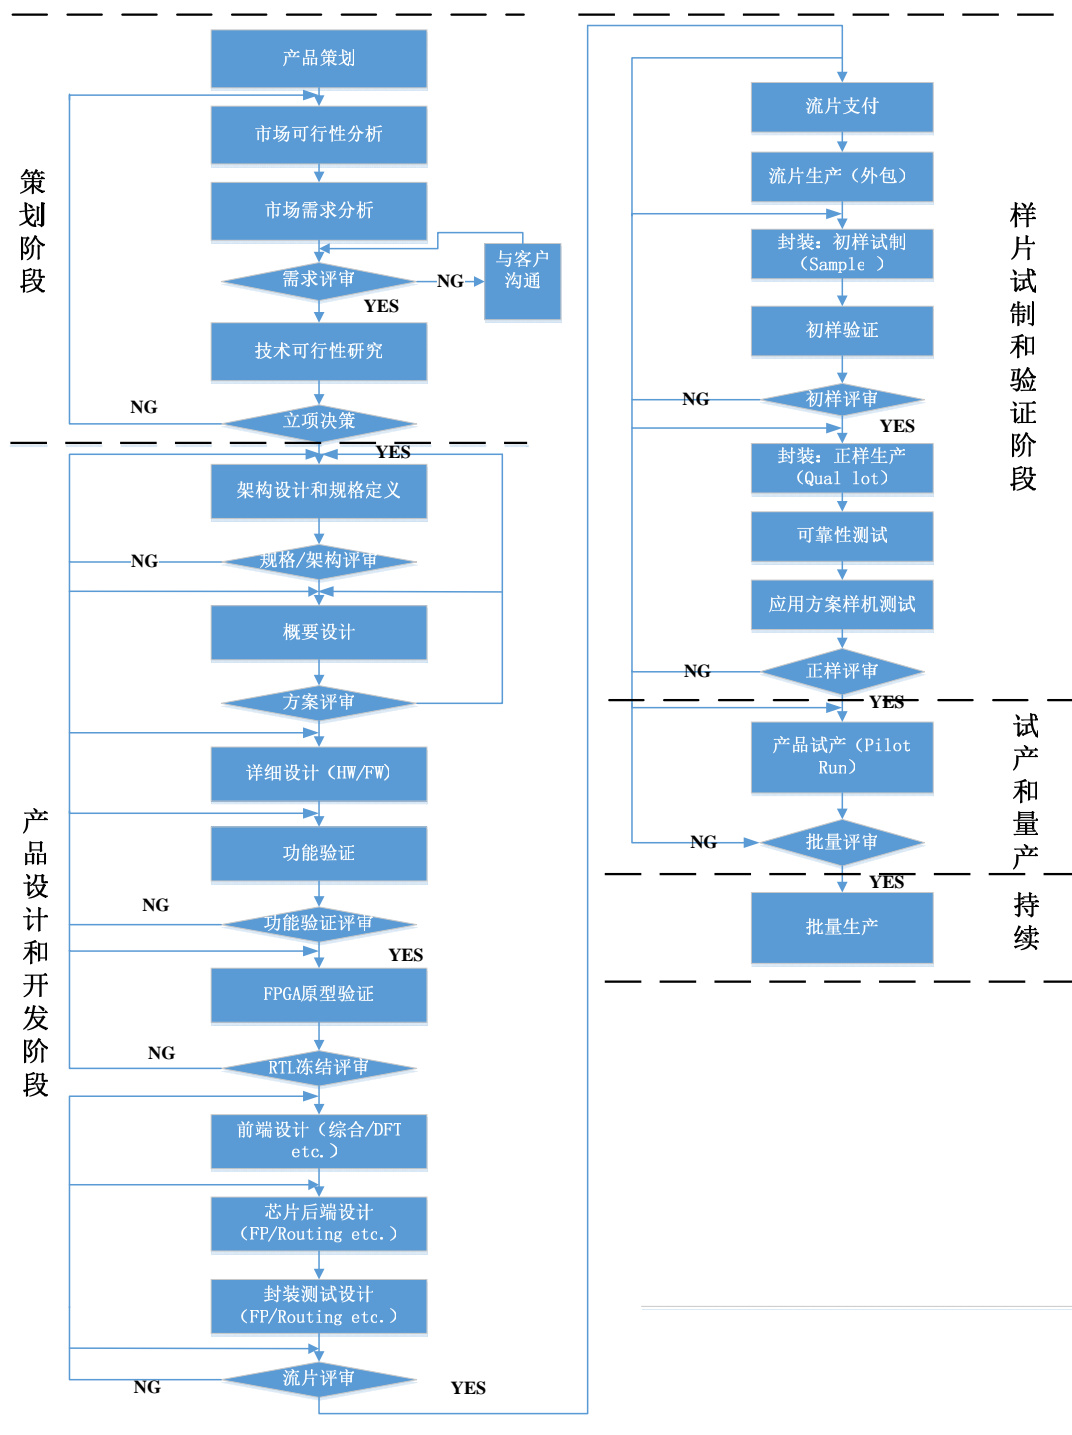 策划阶段
产品策划
市场可行性分析
市场需求分析
需求评审
NG
与客户
沟通
YES
技术可行性研究
NG
立项决策
YES
产品设计和开发阶段
架构设计和规格定义
NG
规格/架构评审
概要设计
方案评审
详细设计（HW/FW)
功能验证
NG
功能验证评审
YES
FPGA原型验证
NG
RTL冻结评审
前端设计（综合/DFT
etc.）
芯片后端设计
（FP/Routing etc.）
封装测试设计
（FP/Routing etc.）
流片评审
NG
YES
样片试制和验证阶段
流片支付
流片生产（外包）
封装：初样试制
（Sample ）
初样验证
NG
初样评审
YES
封装：正样生产
（Qual lot）
可靠性测试
应用方案样机测试
NG
正样评审
YES
试产和量产
产品试产（Pilot
Run）
NG
批量评审
YES
持续
批量生产